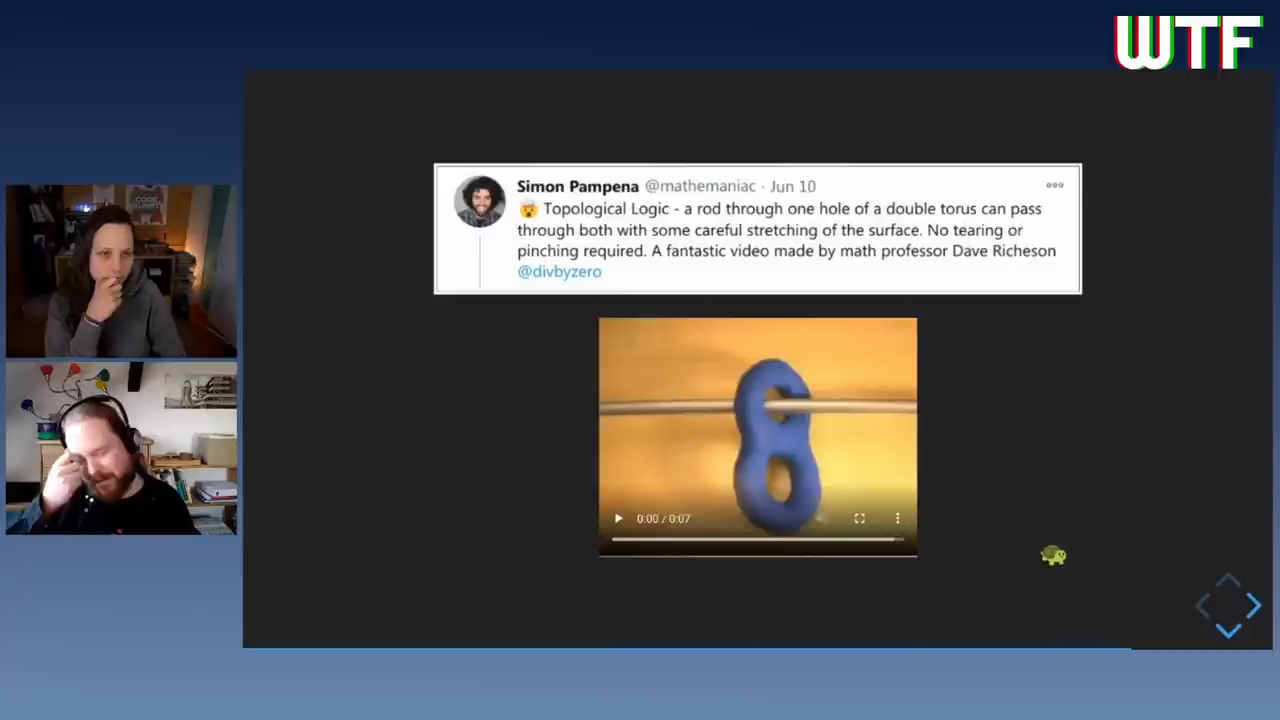 WTF
Simon Pampena @mathemaniac · Jun 10
🤯 Topological Logic - a rod through one hole of a double torus can pass
through both with some careful stretching of the surface. No tearing or
pinching required. A fantastic video made by math professor Dave Richeson
@divbyzero
0:00 / 0:07